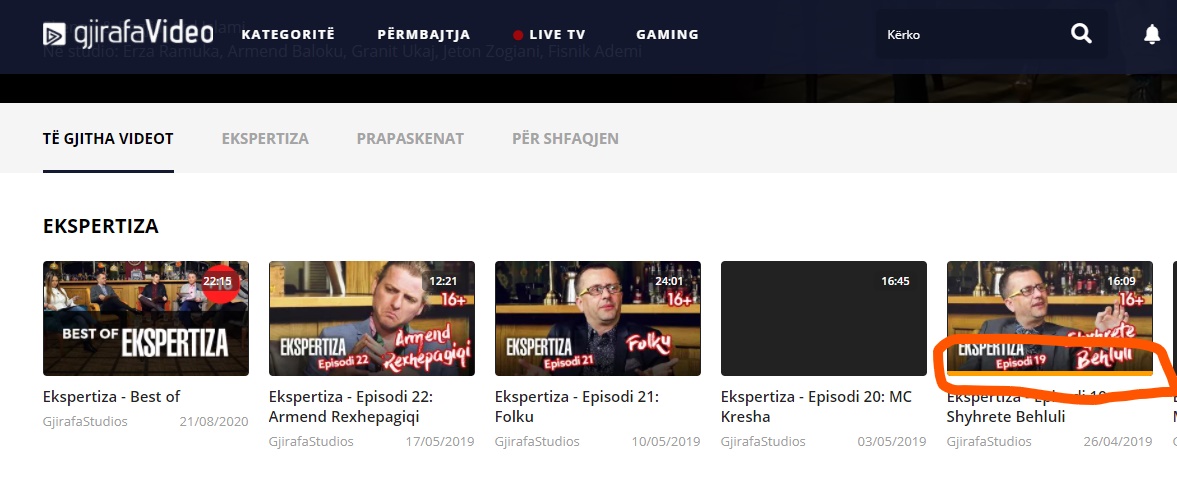 gjirafaVideo KATEGORITË PËRMBAJTJA LIVE TV GAMING Kërko
Në studio: Erza Ramuka, Armend Baloku, Granit Ukaj, Jeton Zogiani, Fisnik Ademi
TË GJITHA VIDEOT EKSPERTIZA PRAPASKENAT PËR SHFAQJEN
EKSPERTIZA
22:15
BEST OF EKSPERTIZA
Ekspertiza - Best of
GjirafaStudios 21/08/2020
12:21
16+
EKSPERTIZA
Episodi 22
Armend
Rexhepagiqi
Ekspertiza - Episodi 22:
Armend Rexhepagiqi
GjirafaStudios 17/05/2019
24:01
16+
EKSPERTIZA
Episodi 21
Folku
Ekspertiza - Episodi 21:
Folku
GjirafaStudios 10/05/2019
16:45
Ekspertiza - Episodi 20: MC
Kresha
GjirafaStudios 03/05/2019
16:09
16+
EKSPERTIZA
Episodi 19
Shyhrete
Behluli
Ekspertiza - Episodi 19:
Shyhrete Behluli
GjirafaStudios 26/04/2019